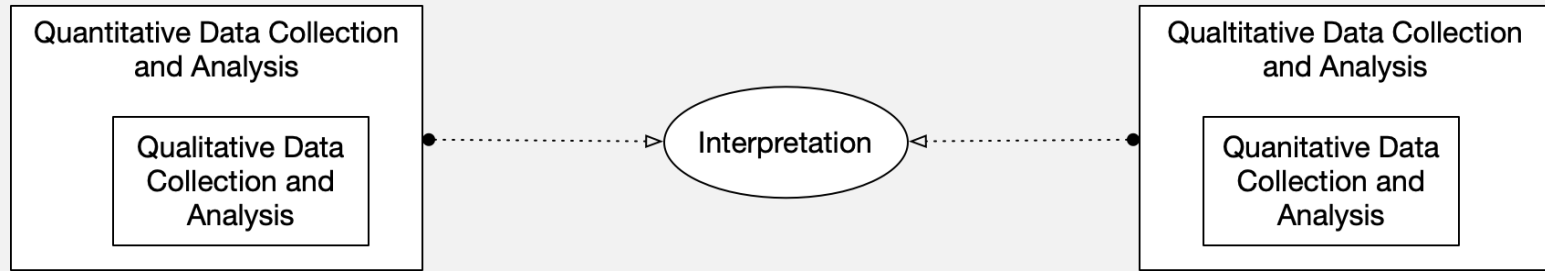 Quantitative Data Collection
and Analysis
Qualitative Data
Collection and
Analysis
Interpretation
Qualtitative Data Collection
and Analysis
Quanitative Data
Collection and
Analysis